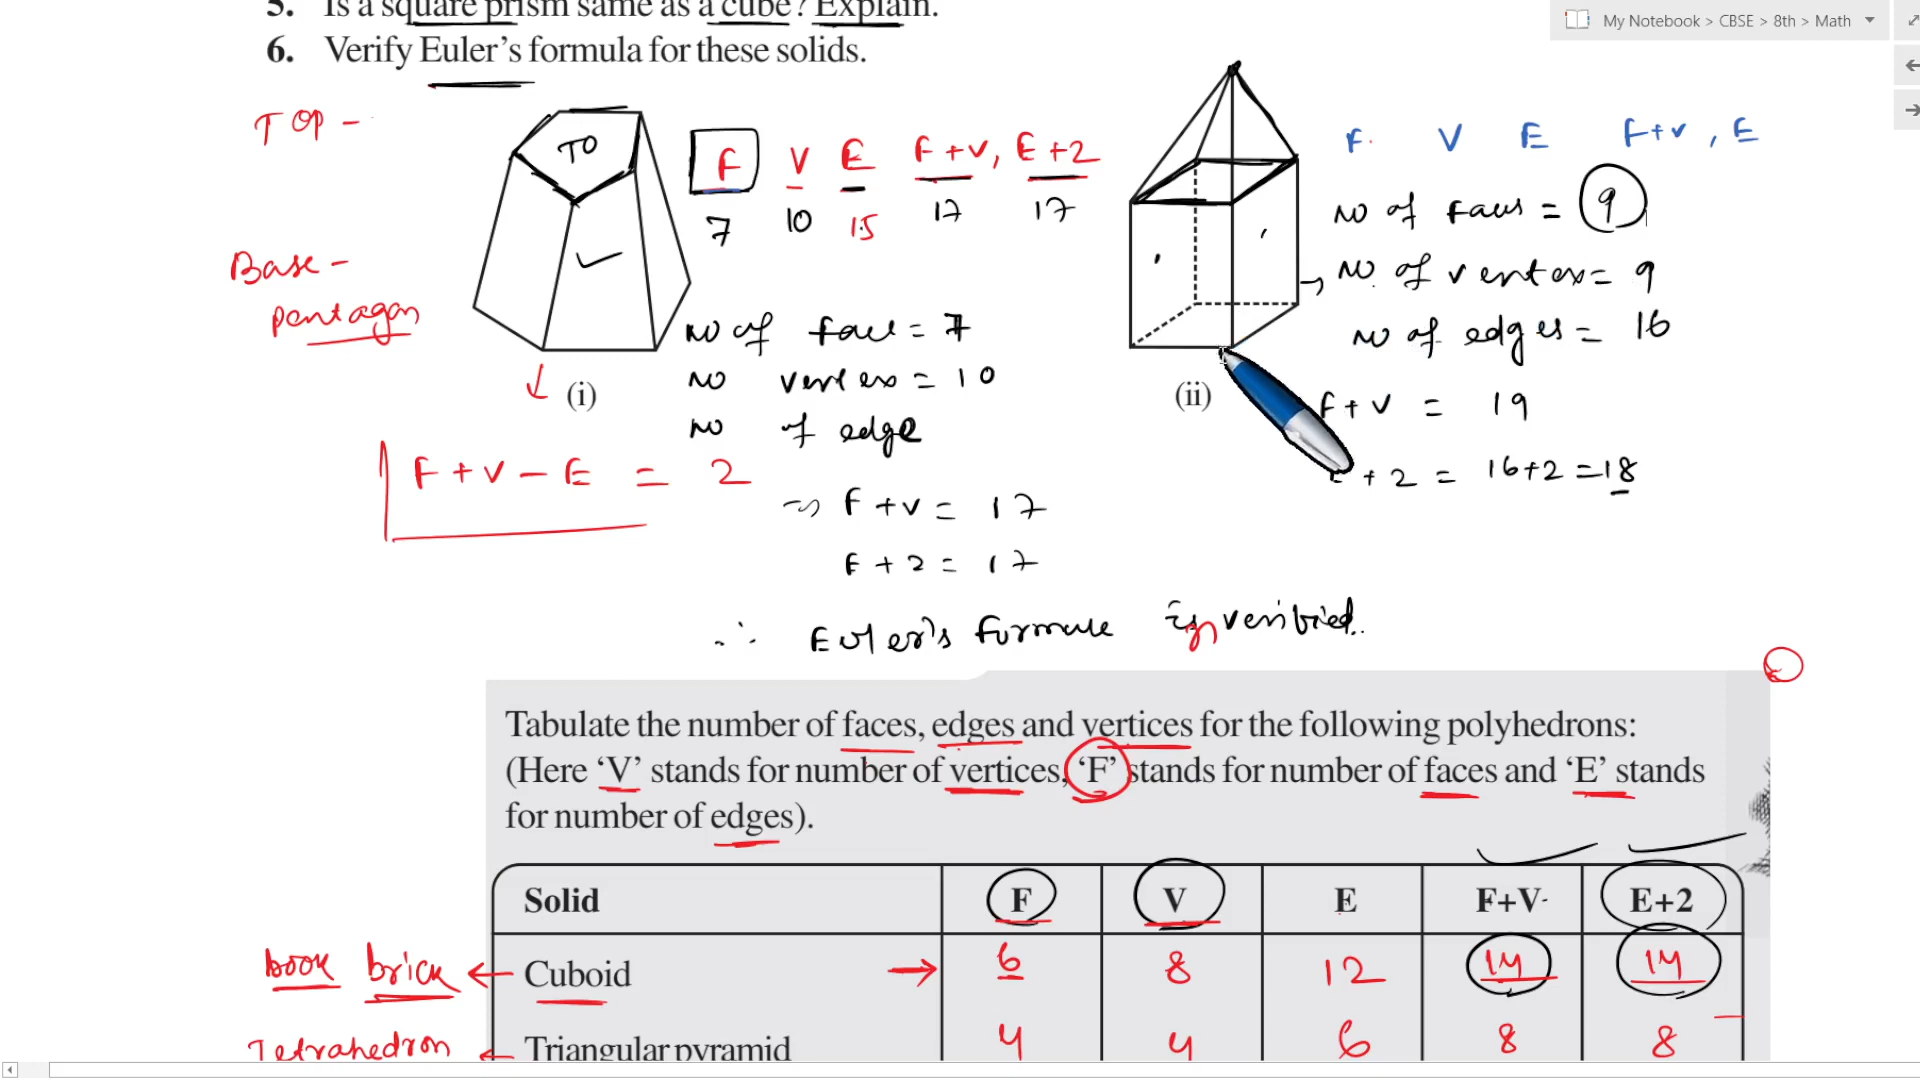 5. Is a square prism same as a cube? Explain.
My Notebook > CBSE > 8th > Math
6. Verify Euler's formula for these solids.
TOP -
TO
F V E F+V, E+2
7 10 15 17 17
F V E F+V, E
No of faces = 9
No of vertex = 9
No of edges = 16
Base -
pentagon
No of face = 7
No vertex = 10
No of edge
(i)
(ii)
F+V = 19
+ 2 = 16+2 = 18
F + V - E = 2
F + V = 17
E + 2 = 17
∴ Euler's formule is verified.
Tabulate the number of faces, edges and vertices for the following polyhedrons:
(Here ‘V’ stands for number of vertices, ‘F’ stands for number of faces and ‘E’ stands
for number of edges).
Solid F V E F+V E+2
book brick ← Cuboid → 6 8 12 14 14
Tetrahedron ← Triangular pyramid 4 4 6 8 8